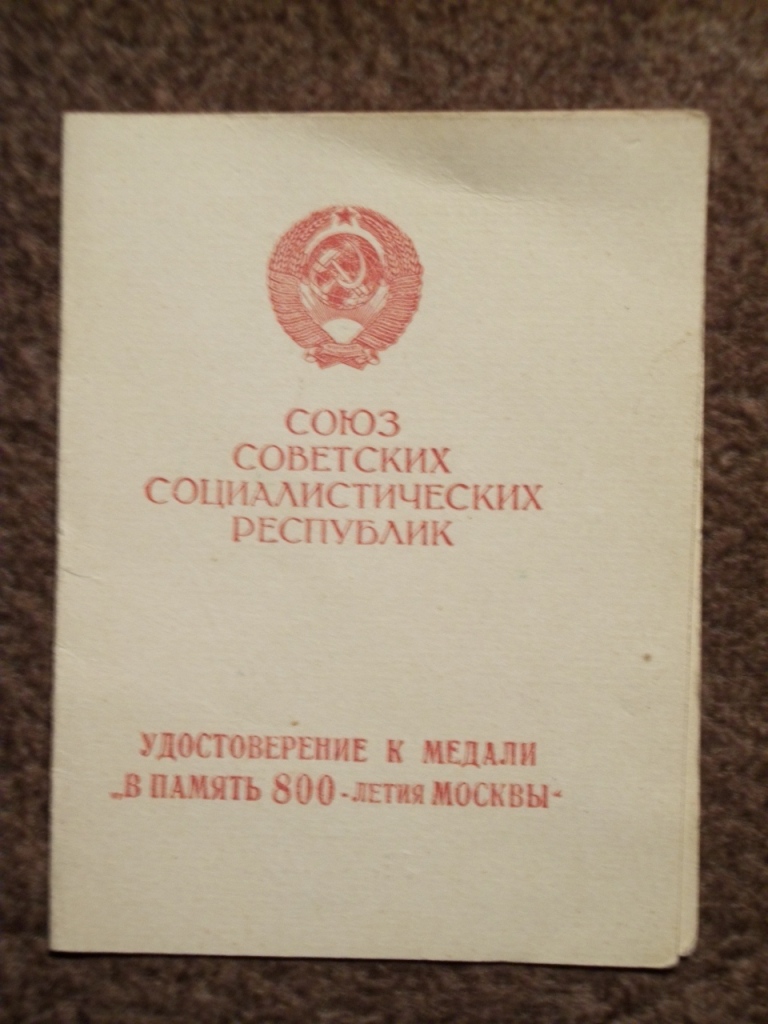 СОЮЗ
СОВЕТСКИХ
СОЦИАЛИСТИЧЕСКИХ
РЕСПУБЛИК
УДОСТОВЕРЕНИЕ К МЕДАЛИ
„В ПАМЯТЬ 800-ЛЕТИЯ МОСКВЫ“